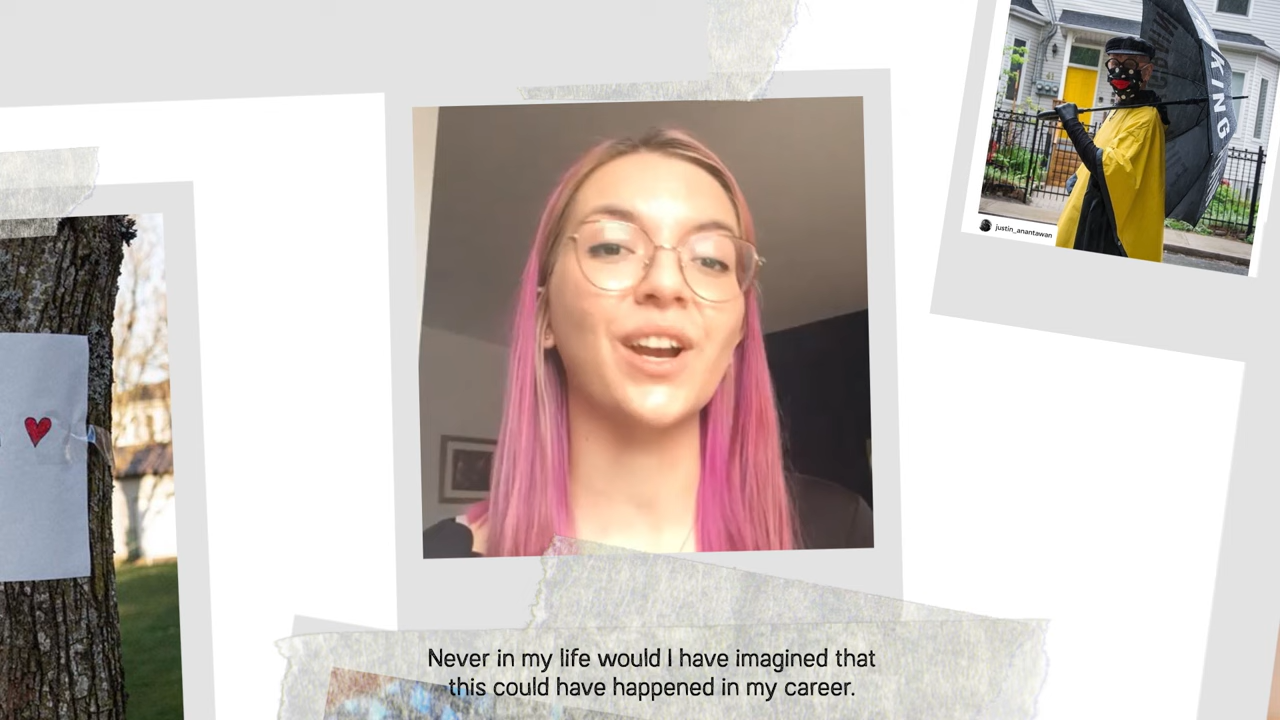 KING
justin_anantawan
Never in my life would I have imagined that
this could have happened in my career.